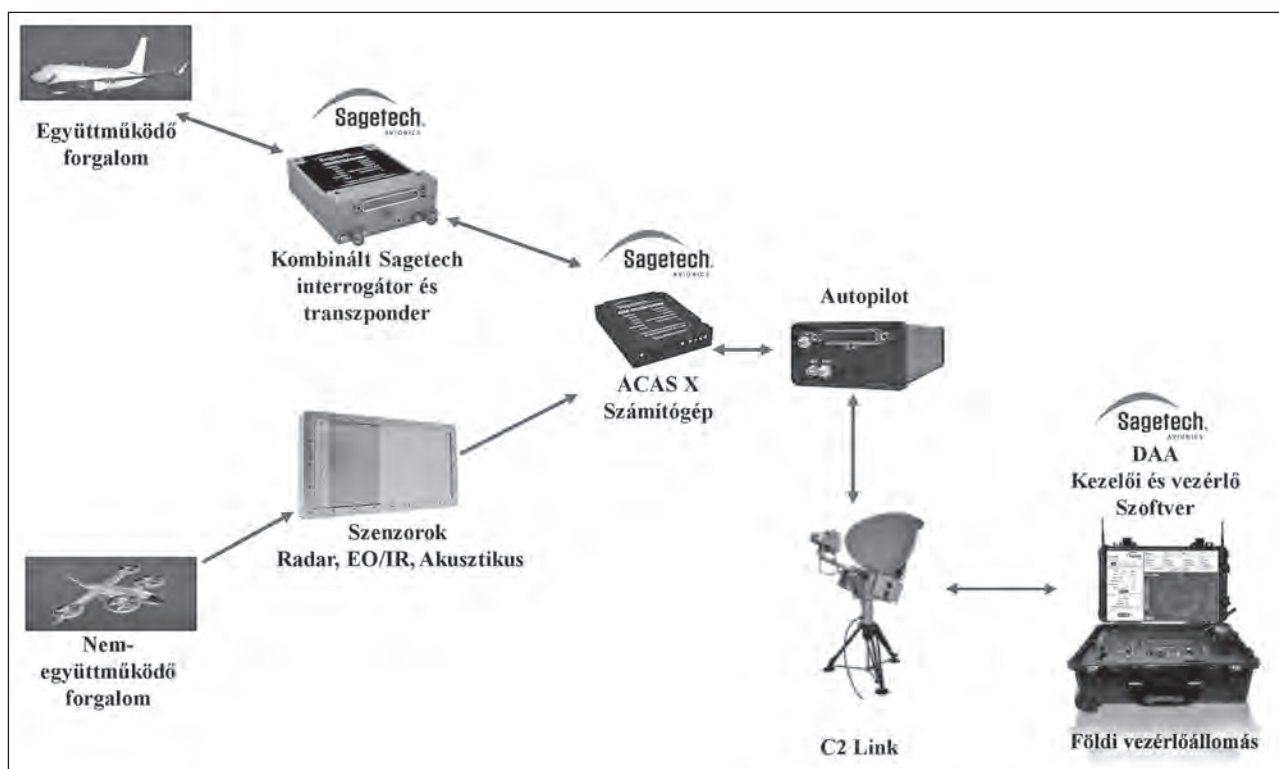 Együttműködő
forgalom
Sagetech
AVIONICS
Kombinált Sagetech
interrogátor és
transzponder
Sagetech
AVIONICS
ACAS X
Számítógép
Autopilot
Szenzorok
Radar, EO/IR, Akusztikus
Nem-
együttműködő
forgalom
C2 Link
Sagetech
AVIONICS
DAA
Kezelői és vezérlő
Szoftver
Földi vezérlőállomás